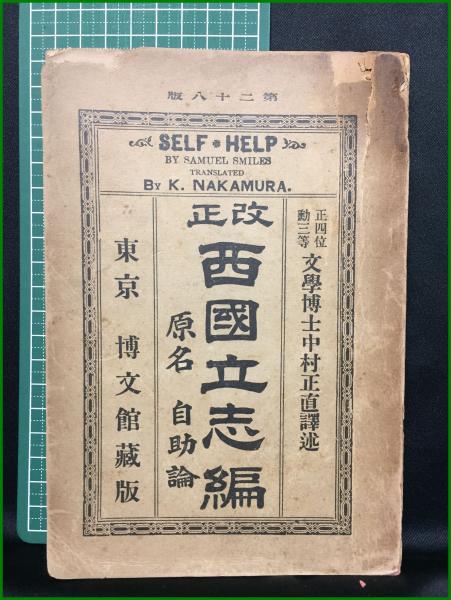 第二十八版
SELF HELP
BY SAMUEL SMILES
TRANSLATED
BY K. NAKAMURA.
正四位
勳三等
文學博士中村正直譯述
改正
西國立志編
原名 自助論
東京 博文館藏版